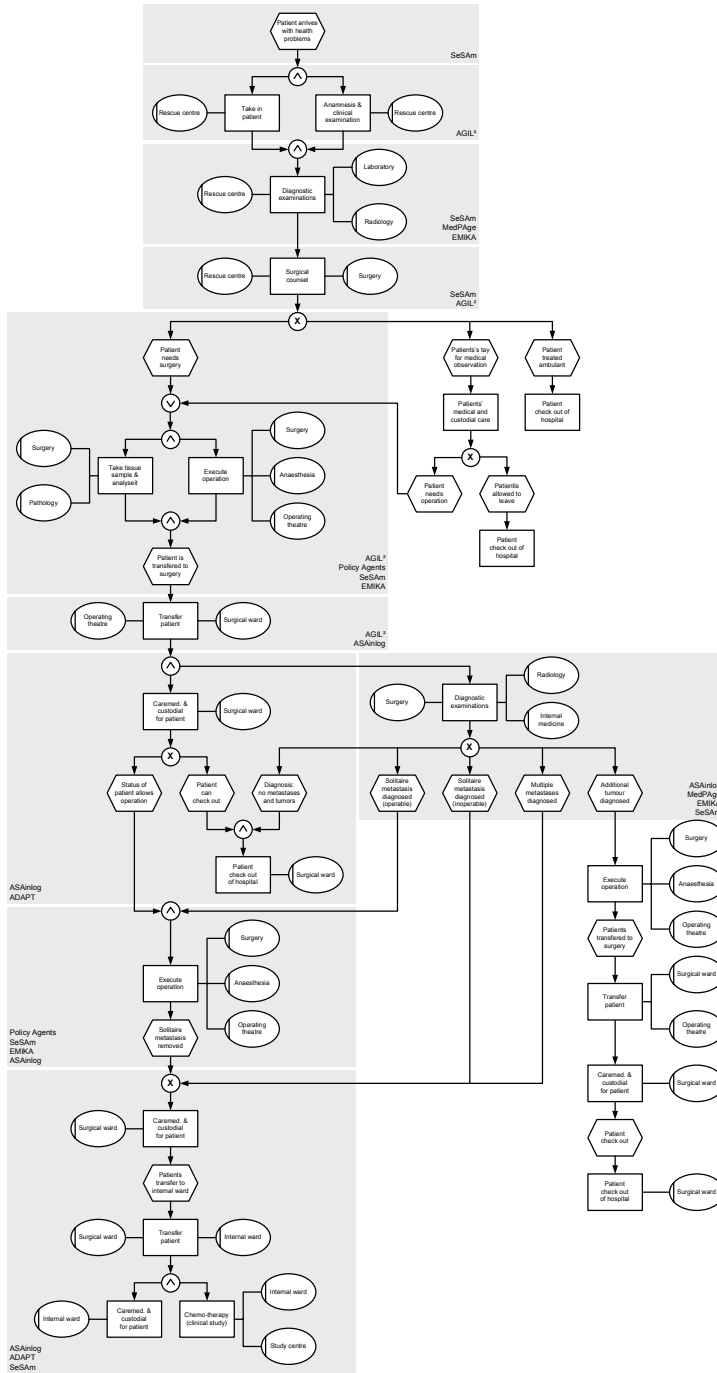 Patient arrives
with health
problems
SeSAm
Rescue centre
Take in
patient
Anamnesis &
clinical
examination
Rescue centre
AGIL²
Laboratory
Rescue centre
Diagnostic
examinations
Radiology
SeSAm
MedPAge
EMIKA
Rescue centre
Surgical
counsel
Surgery
SeSAm
AGIL²
X
Patient
needs
surgery
Patients's tay
for medical
observation
Patient
treated
ambulant
Patients'
medical and
custodial care
Patient
check out of
hospital
Surgery
Surgery
X
Take tissue
sample &
analyseit
Execute
operation
Anaesthesia
Patient
needs
operation
Patientis
allowed to
leave
Pathology
Operating
theatre
Patient
check out of
hospital
Patient is
transfered to
surgery
AGIL²
Policy Agents
SeSAm
EMIKA
Operating
theatre
Transfer
patient
Surgical ward
AGIL²
ASAinlog
Radiology
Caremed. &
custodial
for patient
Surgical ward
Surgery
Diagnostic
examinations
Internal
medicine
X
X
Status of
patient allows
operation
Patient
can
check out
Diagnosis:
no metastases
and tumors
Solitaire
metastasis
diagnosed
(operable)
Solitaire
metastasis
diagnosed
(inoperable)
Multiple
metastases
diagnosed
Additional
tumour
diagnosed
ASAinlog
MedPAge
EMIKA
SeSAm
Patient
check out
of hospital
Surgical ward
ASAinlog
ADAPT
Surgery
Execute
operation
Anaesthesia
Operating
theatre
Patients
transfered to
surgery
Surgery
Execute
operation
Anaesthesia
Operating
theatre
Solitaire
metastasis
removed
Policy Agents
SeSAm
EMIKA
ASAinlog
Surgical ward
Transfer
patient
Operating
theatre
X
Caremed. &
custodial
for patient
Surgical ward
Surgical ward
Caremed. &
custodial
for patient
Patient
check out
Patients
transfer to
internal ward
Patient
check out
of hospital
Surgical ward
Surgical ward
Transfer
patient
Internal ward
Internal ward
Internal ward
Caremed. &
custodial
for patient
Chemo-therapy
(clinical study)
Study centre
ASAinlog
ADAPT
SeSAm